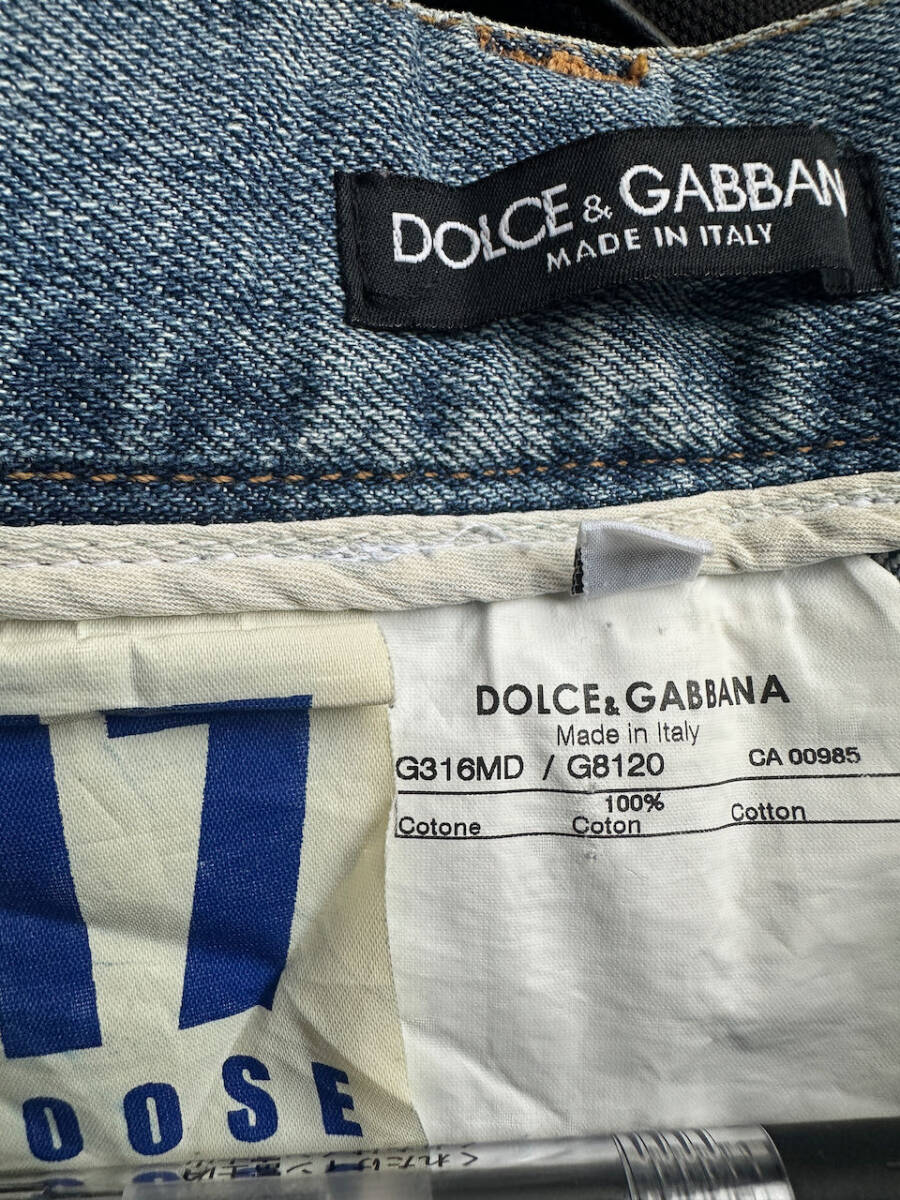 DOLCE & GABBAN
MADE IN ITALY
DOLCE & GABBANA
Made in Italy
G316MD / G8120 CA 00985
100%
Cotone Coton Cotton
17
OOSE